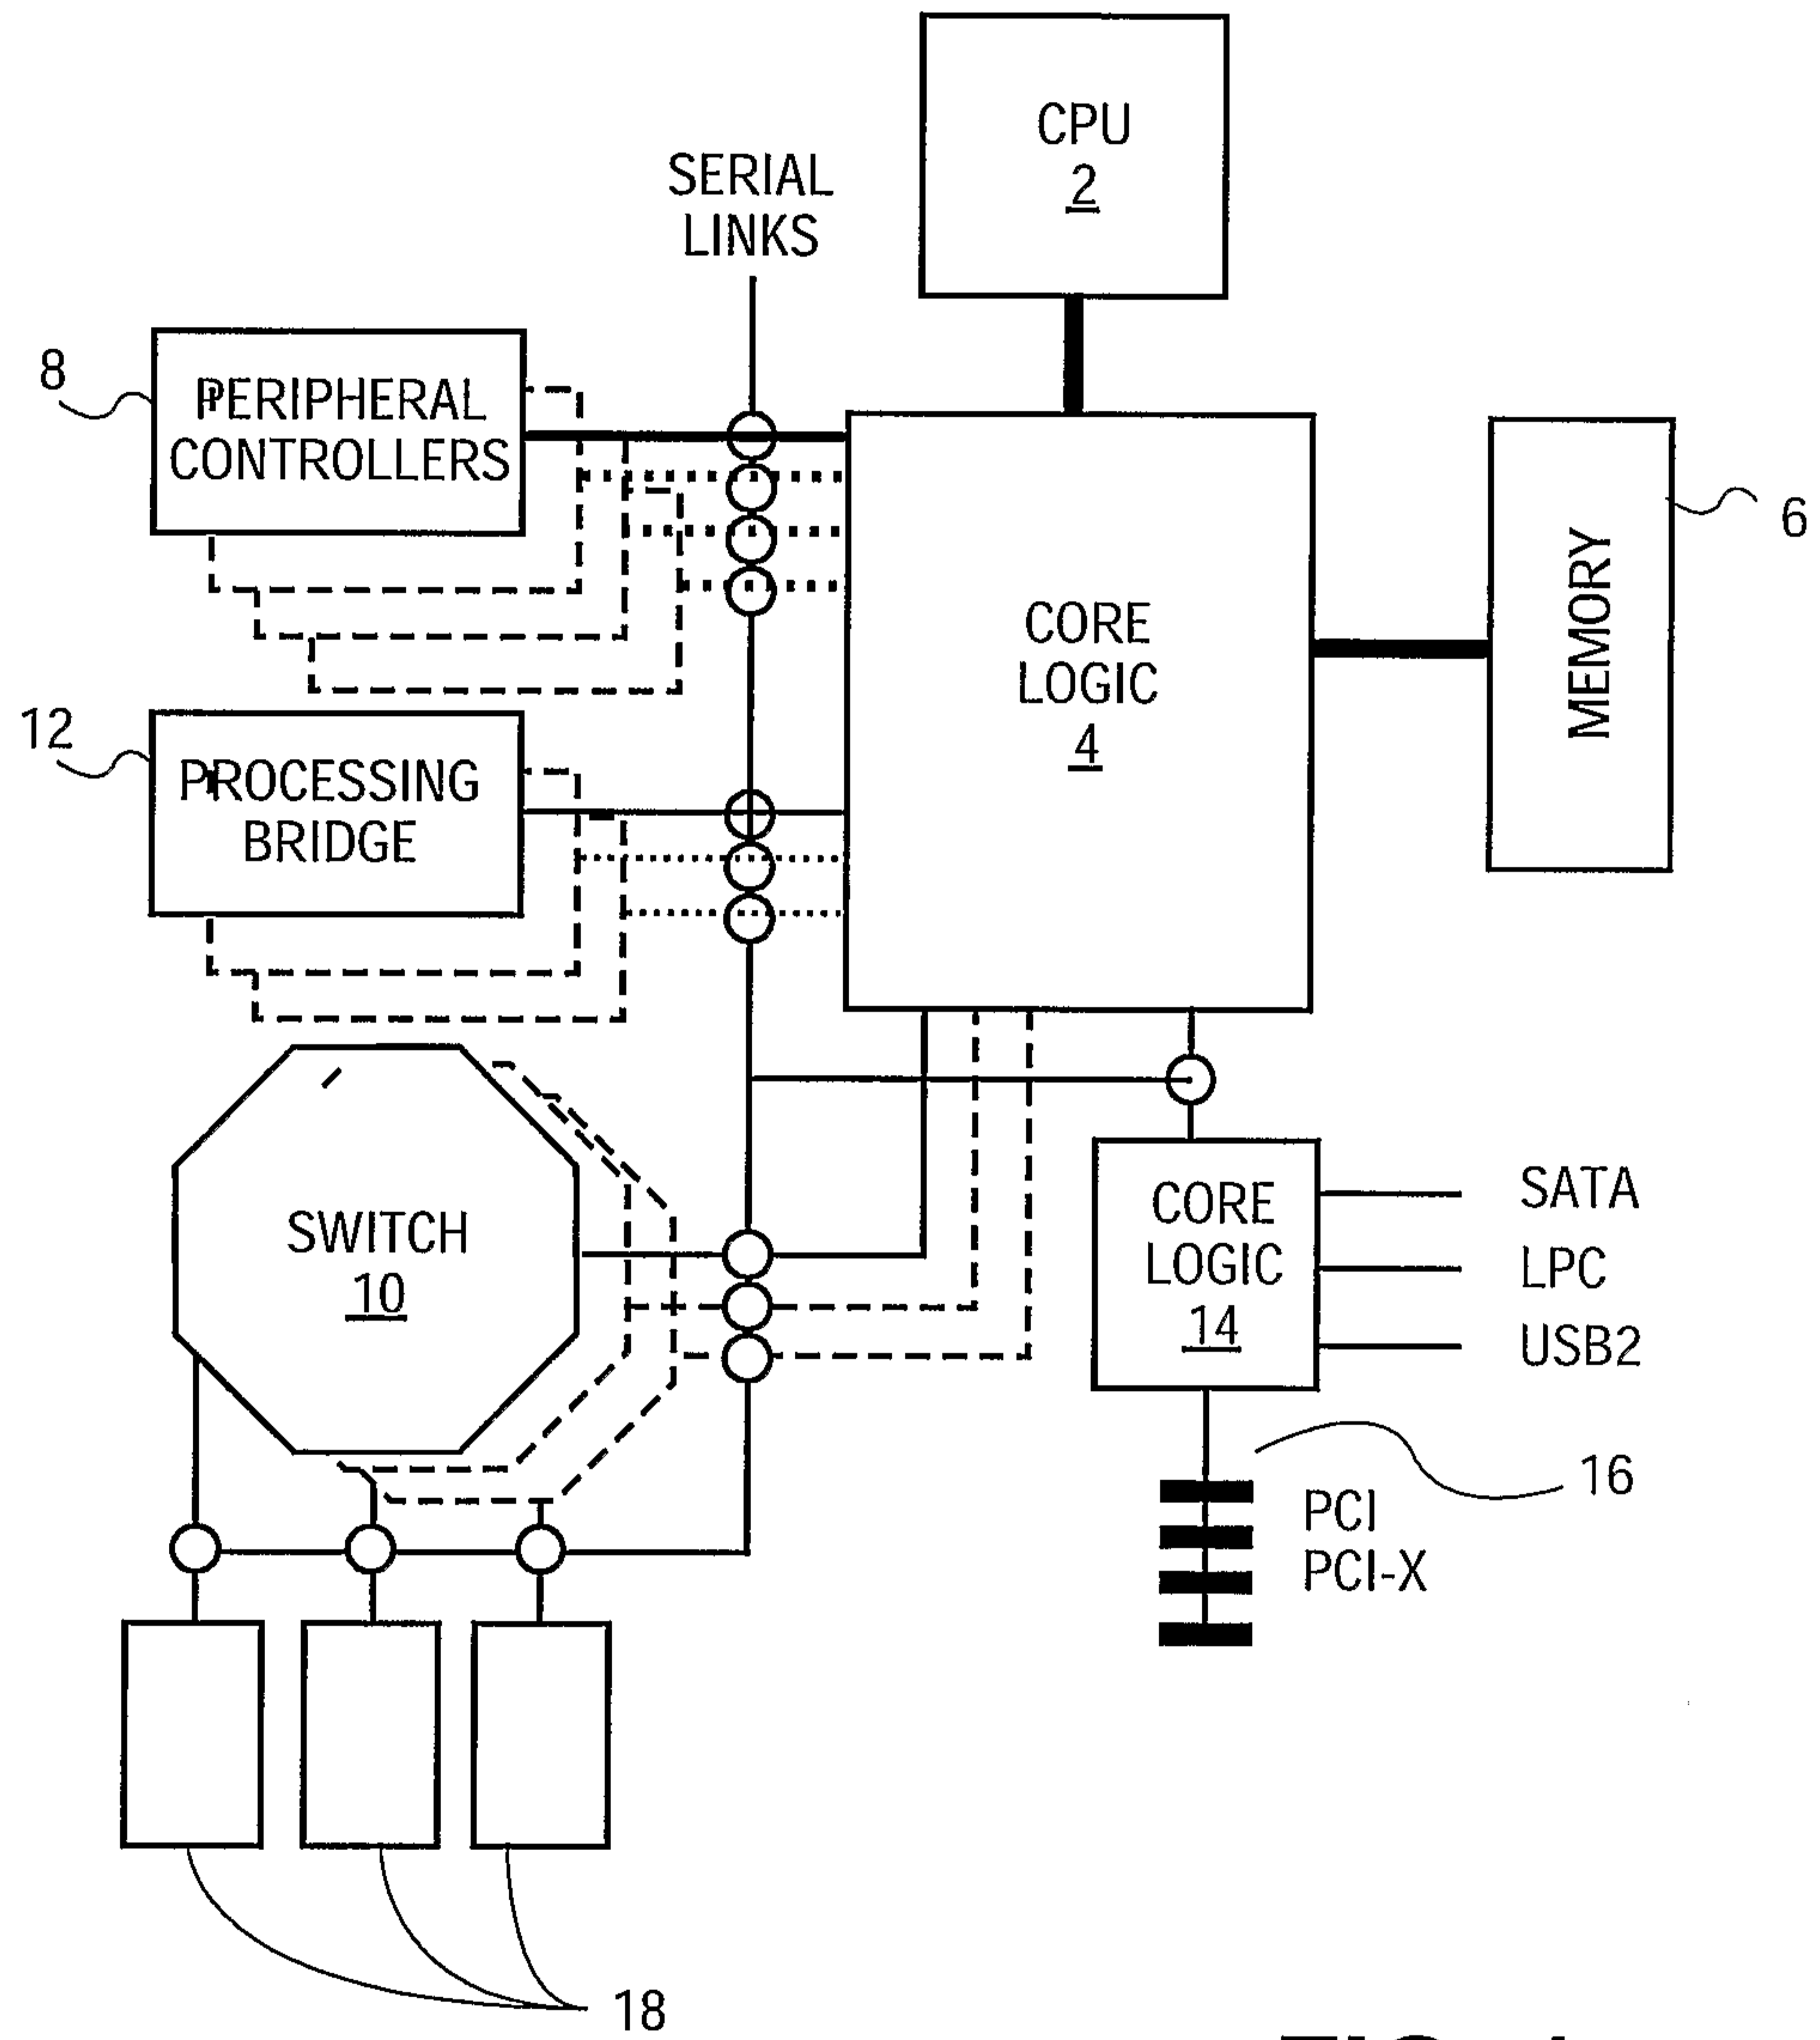 CPU
2
SERIAL
LINKS
8
PERIPHERAL
CONTROLLERS
6
MEMORY
CORE
LOGIC
4
12
PROCESSING
BRIDGE
SWITCH
10
CORE
LOGIC
14
SATA
LPC
USB2
16
PCI
PCI-X
18